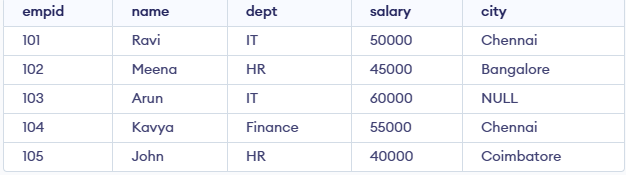 empid name dept salary city
101 Ravi IT 50000 Chennai
102 Meena HR 45000 Bangalore
103 Arun IT 60000 NULL
104 Kavya Finance 55000 Chennai
105 John HR 40000 Coimbatore